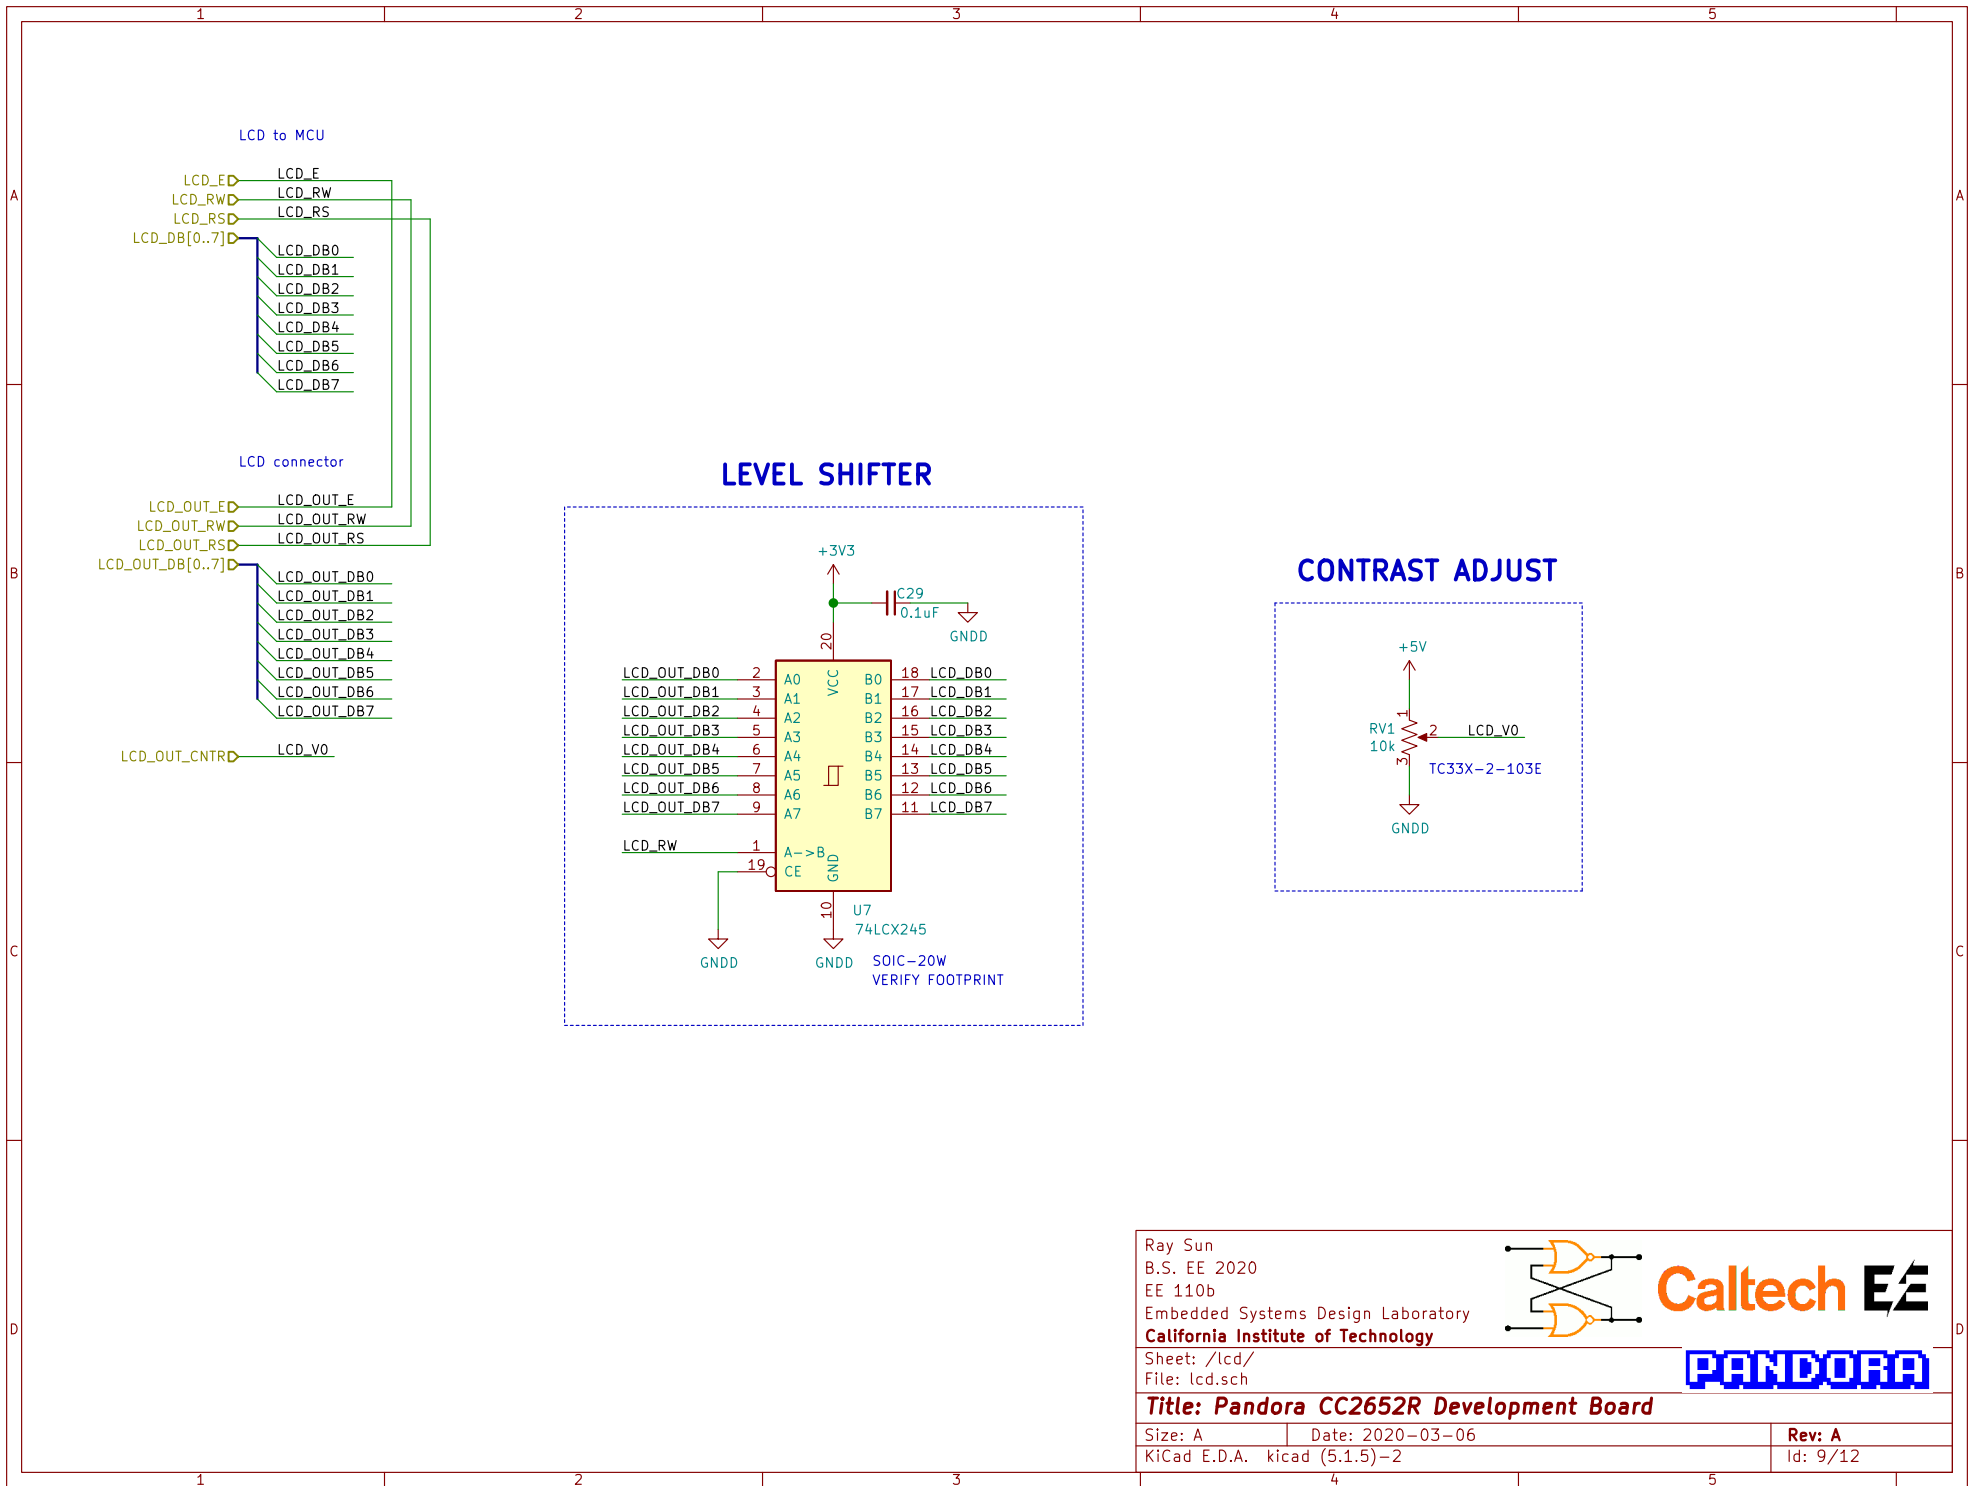 1 2 3 4 5
A
B
C
D
A
B
C
D
LCD to MCU
LCD_E LCD_E
LCD_RW LCD_RW
LCD_RS LCD_RS
LCD_DB[0..7]
LCD_DB0
LCD_DB1
LCD_DB2
LCD_DB3
LCD_DB4
LCD_DB5
LCD_DB6
LCD_DB7
LCD connector
LCD_OUT_E LCD_OUT_E
LCD_OUT_RW LCD_OUT_RW
LCD_OUT_RS LCD_OUT_RS
LCD_OUT_DB[0..7]
LCD_OUT_DB0
LCD_OUT_DB1
LCD_OUT_DB2
LCD_OUT_DB3
LCD_OUT_DB4
LCD_OUT_DB5
LCD_OUT_DB6
LCD_OUT_DB7
LCD_OUT_CNTR LCD_V0
LEVEL SHIFTER
+3V3
C29
0.1uF
GNDD
20
VCC
LCD_OUT_DB0 2 A0 B0 18 LCD_DB0
LCD_OUT_DB1 3 A1 B1 17 LCD_DB1
LCD_OUT_DB2 4 A2 B2 16 LCD_DB2
LCD_OUT_DB3 5 A3 B3 15 LCD_DB3
LCD_OUT_DB4 6 A4 B4 14 LCD_DB4
LCD_OUT_DB5 7 A5 B5 13 LCD_DB5
LCD_OUT_DB6 8 A6 B6 12 LCD_DB6
LCD_OUT_DB7 9 A7 B7 11 LCD_DB7
LCD_RW 1 A->B
19 CE
GND
10
U7
74LCX245
GNDD GNDD
SOIC-20W
VERIFY FOOTPRINT
CONTRAST ADJUST
+5V
1
RV1
10k
2 LCD_V0
3
TC33X-2-103E
GNDD
Ray Sun
B.S. EE 2020
EE 110b
Embedded Systems Design Laboratory
California Institute of Technology
Caltech EE
Sheet: /lcd/
File: lcd.sch
PANDORA
Title: Pandora CC2652R Development Board
Size: A Date: 2020-03-06 Rev: A
KiCad E.D.A. kicad (5.1.5)-2 Id: 9/12
1 2 3 4 5